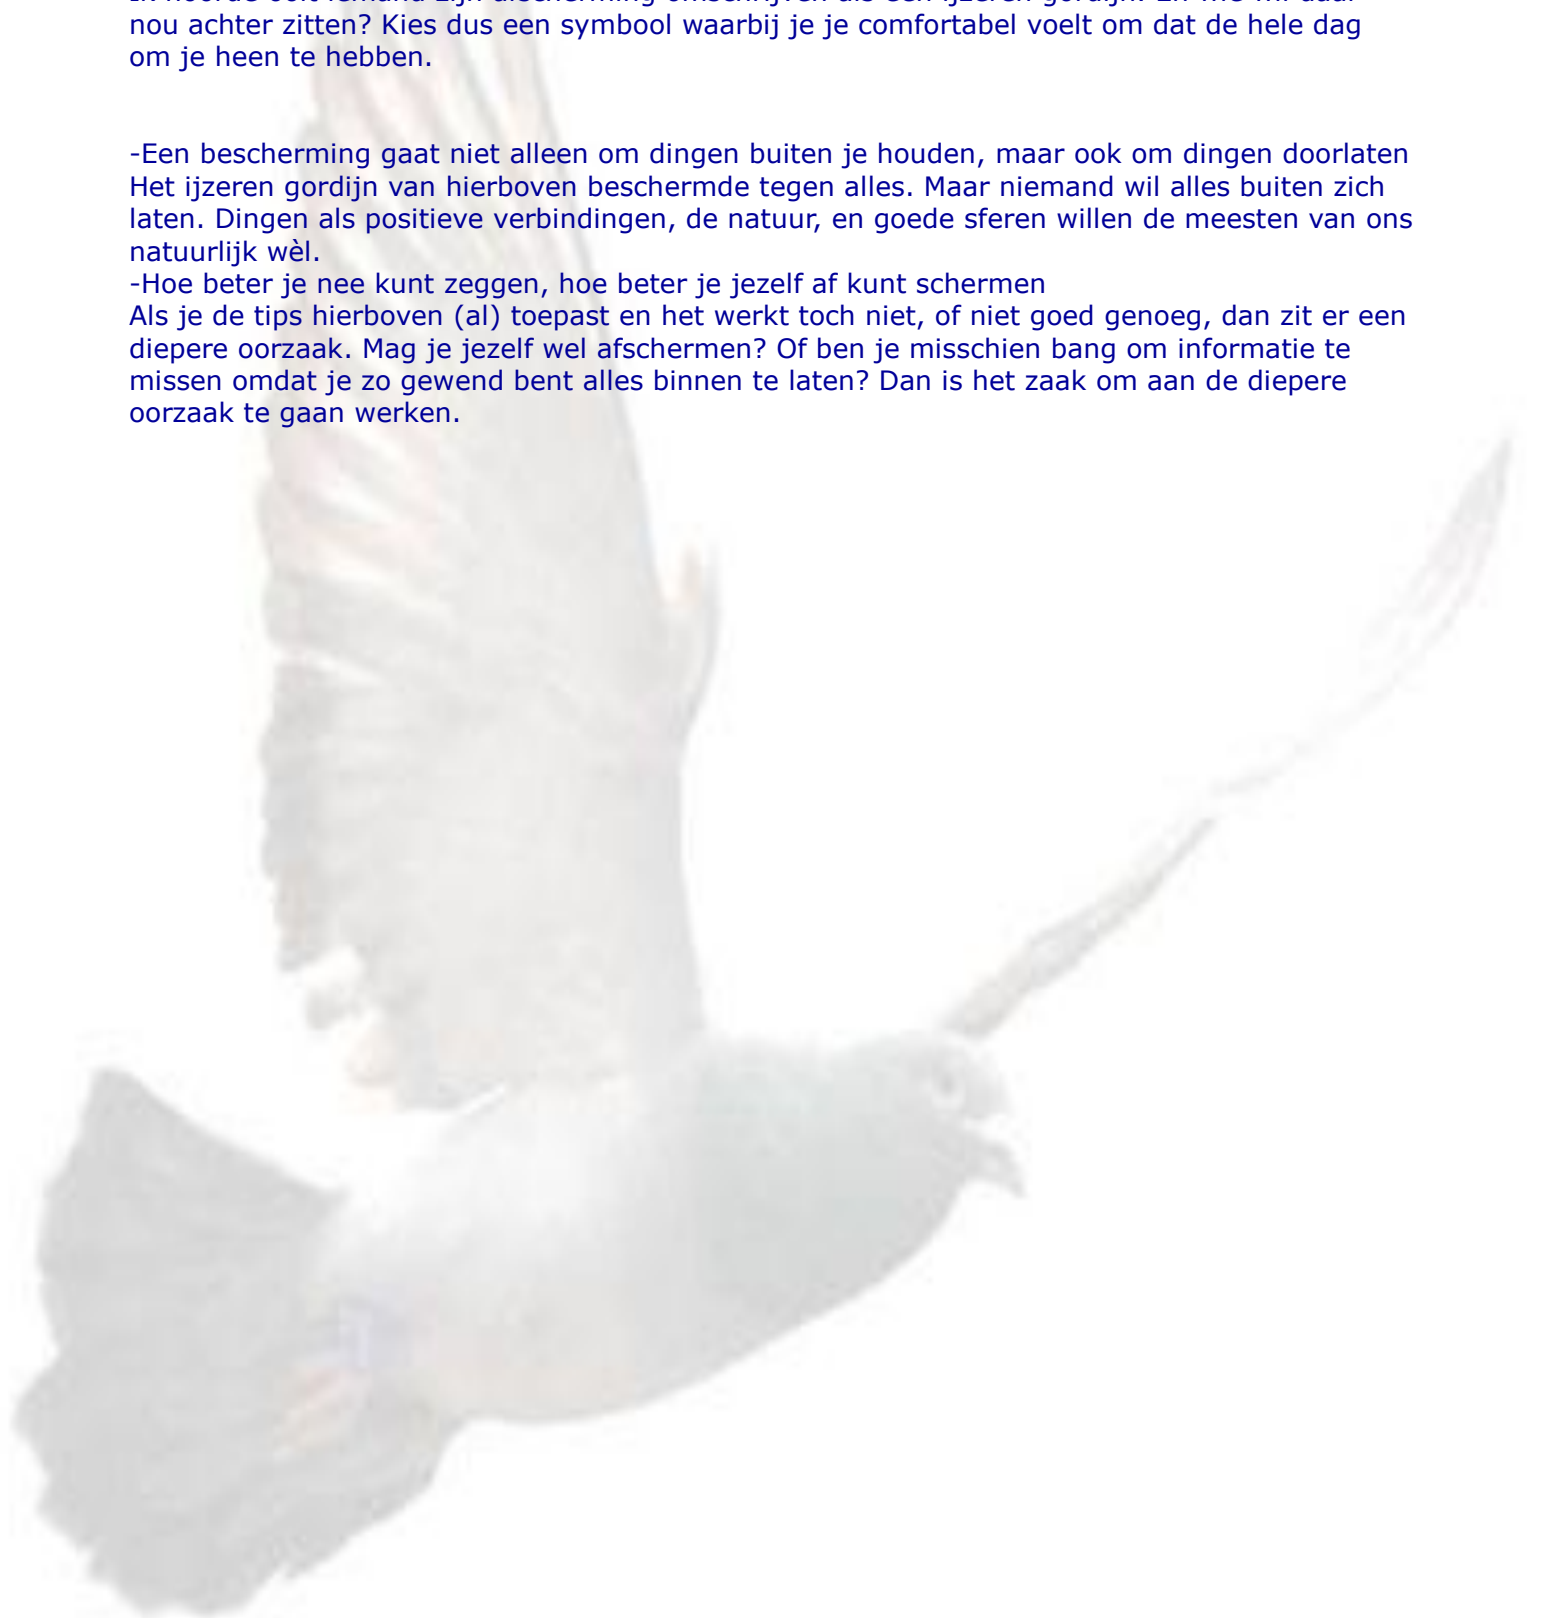 nou achter zitten? Kies dus een symbool waarbij je je comfortabel voelt om dat de hele dag
om je heen te hebben.
-Een bescherming gaat niet alleen om dingen buiten je houden, maar ook om dingen doorlaten
Het ijzeren gordijn van hierboven beschermde tegen alles. Maar niemand wil alles buiten zich
laten. Dingen als positieve verbindingen, de natuur, en goede sferen willen de meesten van ons
natuurlijk wèl.
-Hoe beter je nee kunt zeggen, hoe beter je jezelf af kunt schermen
Als je de tips hierboven (al) toepast en het werkt toch niet, of niet goed genoeg, dan zit er een
diepere oorzaak. Mag je jezelf wel afschermen? Of ben je misschien bang om informatie te
missen omdat je zo gewend bent alles binnen te laten? Dan is het zaak om aan de diepere
oorzaak te gaan werken.